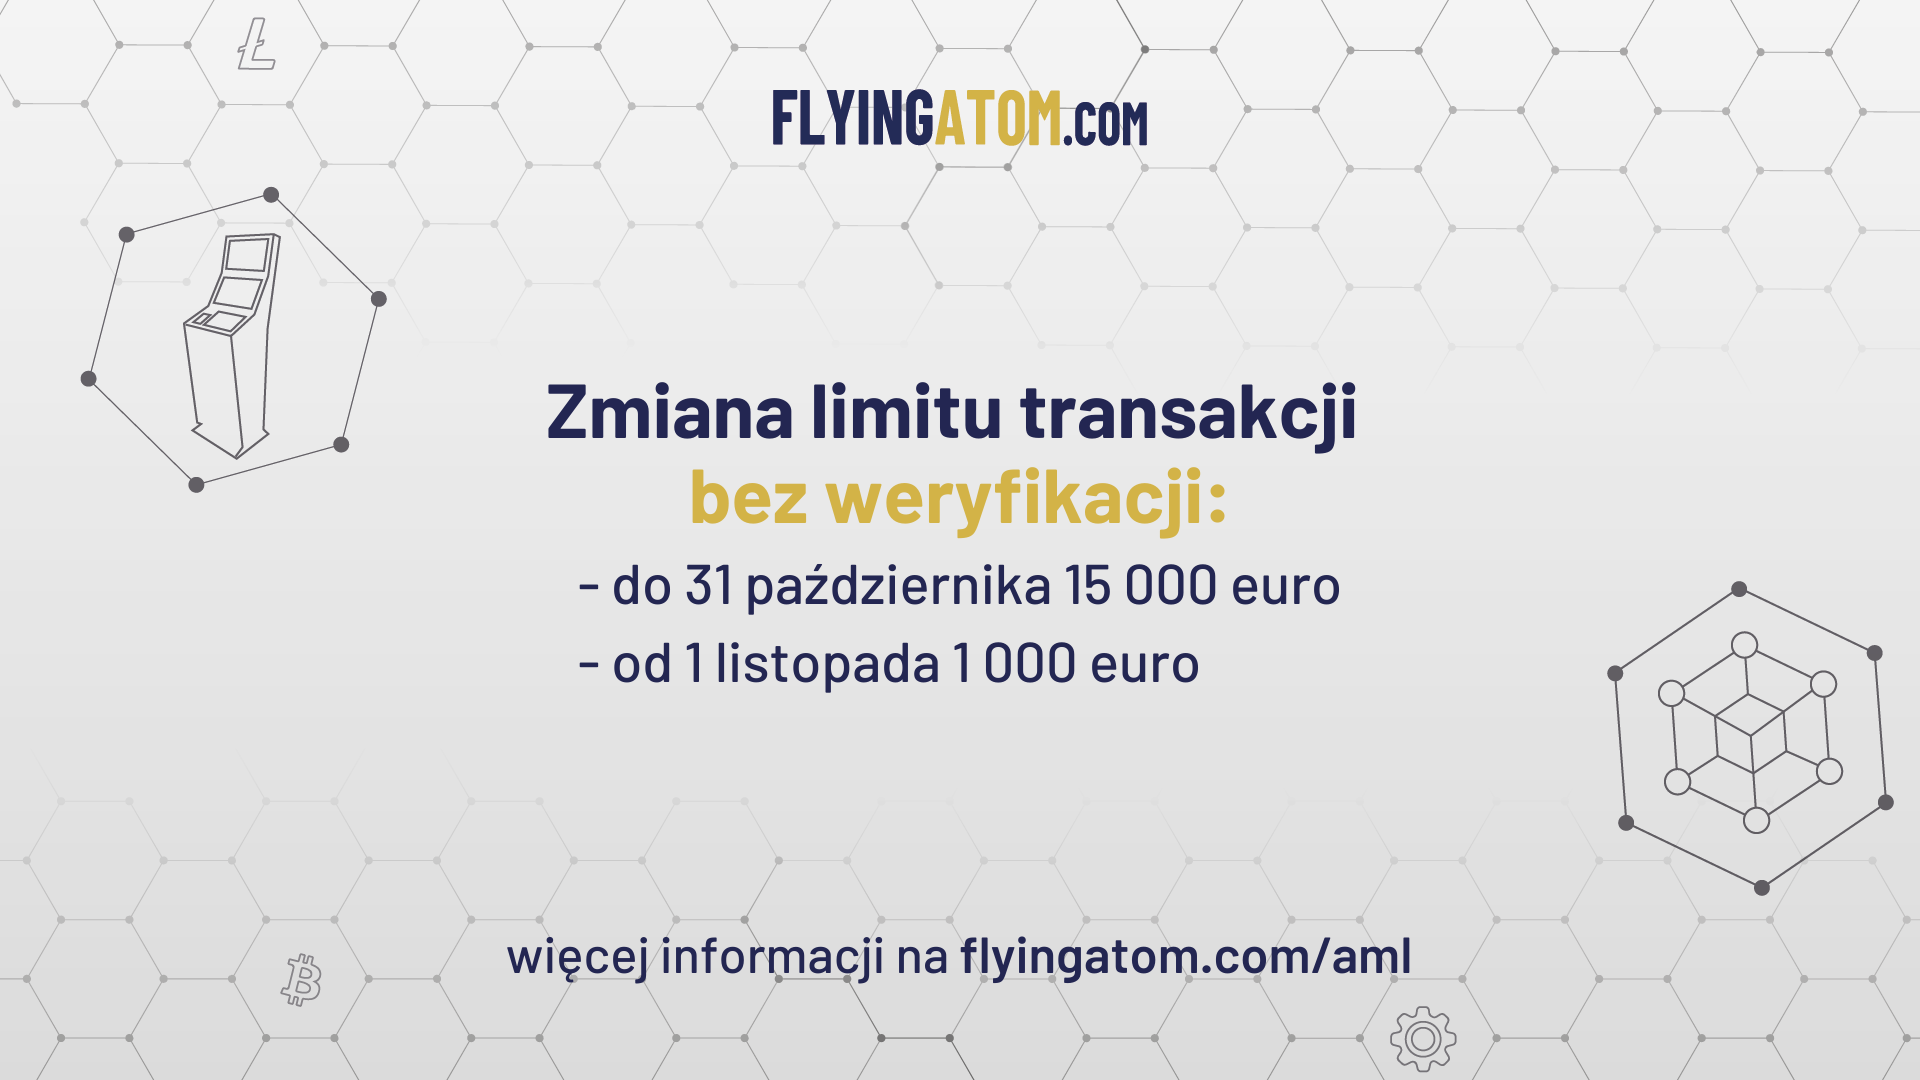 FLYINGATOM.COM
Zmiana limitu transakcji
bez weryfikacji:
- do 31 października 15 000 euro
- od 1 listopada 1 000 euro
więcej informacji na flyingatom.com/aml